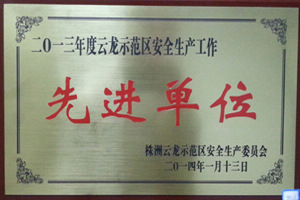 二〇一三年度云龙示范区安全生产工作
先进单位
株洲云龙示范区安全生产委员会
二〇一四年一月十三日